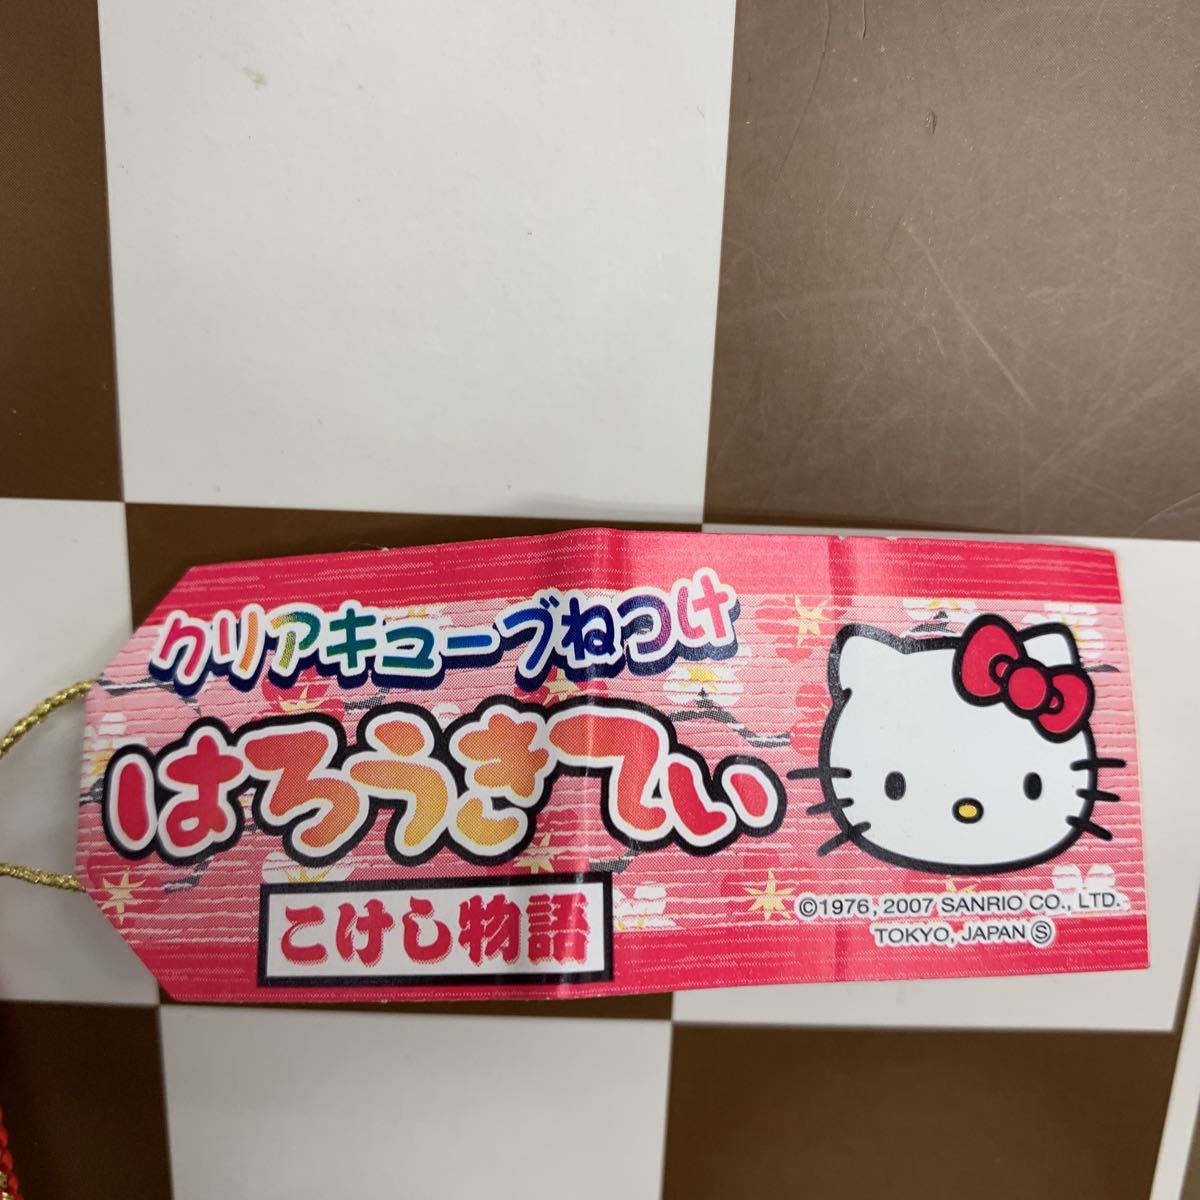 クリアキューブねつけ
はろうきてぃ
こけし物語
©1976, 2007 SANRIO CO., LTD.
TOKYO, JAPAN Ⓢ